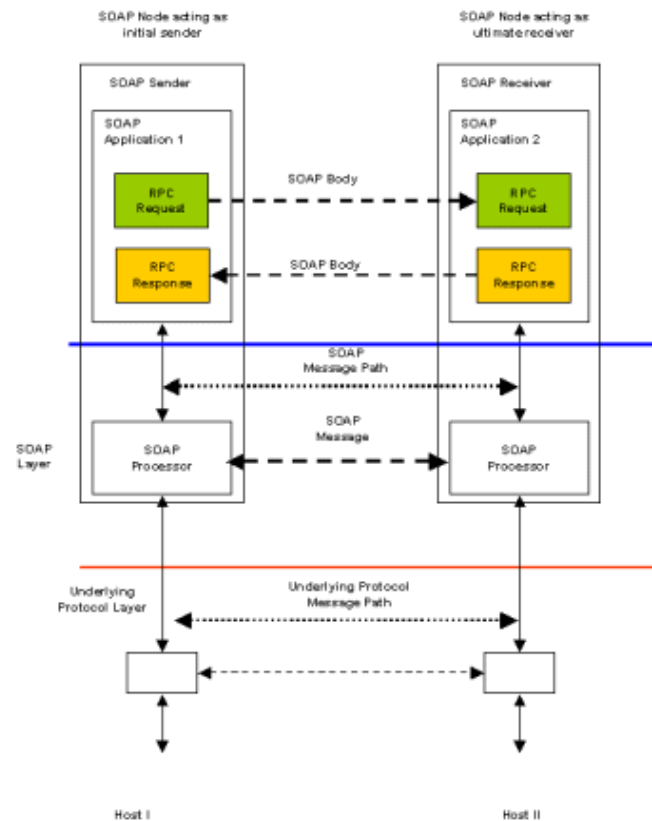 SOAP Node acting as
initial sender
SOAP Node acting as
ultimate receiver
SOAP Sender
SOAP Receiver
SOAP
Application 1
SOAP
Application 2
SOAP Body
RPC
Request
RPC
Request
SOAP Body
RPC
Response
RPC
Response
SOAP
Message Path
SOAP
Message
SOAP
Layer
SOAP
Processor
SOAP
Processor
Underlying
Protocol Layer
Underlying Protocol
Message Path
Host I
Host II